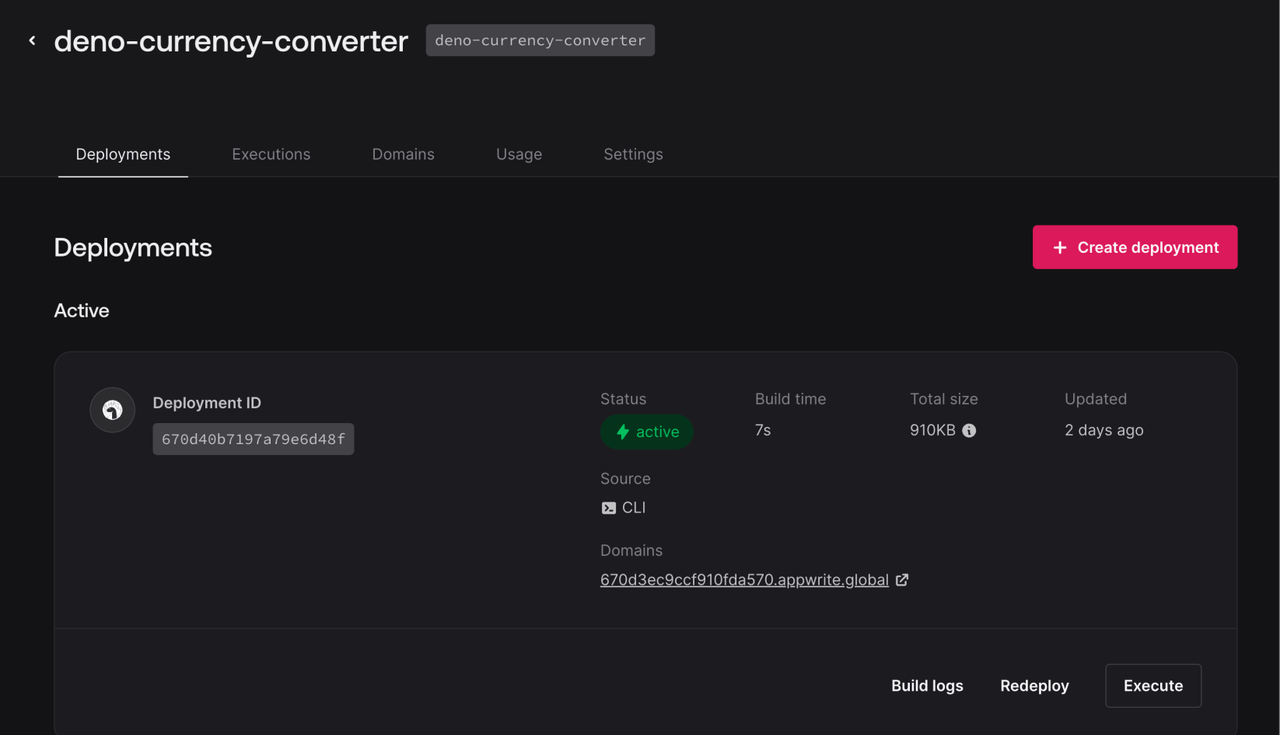 deno-currency-converter deno-currency-converter
Deployments Executions Domains Usage Settings
Deployments
Create deployment
Active
Deployment ID
670d40b7197a79e6d48f
Status Build time Total size Updated
active 7s 910KB 2 days ago
Source
CLI
Domains
670d3ec9ccf910fda570.appwrite.global
Build logs Redeploy Execute